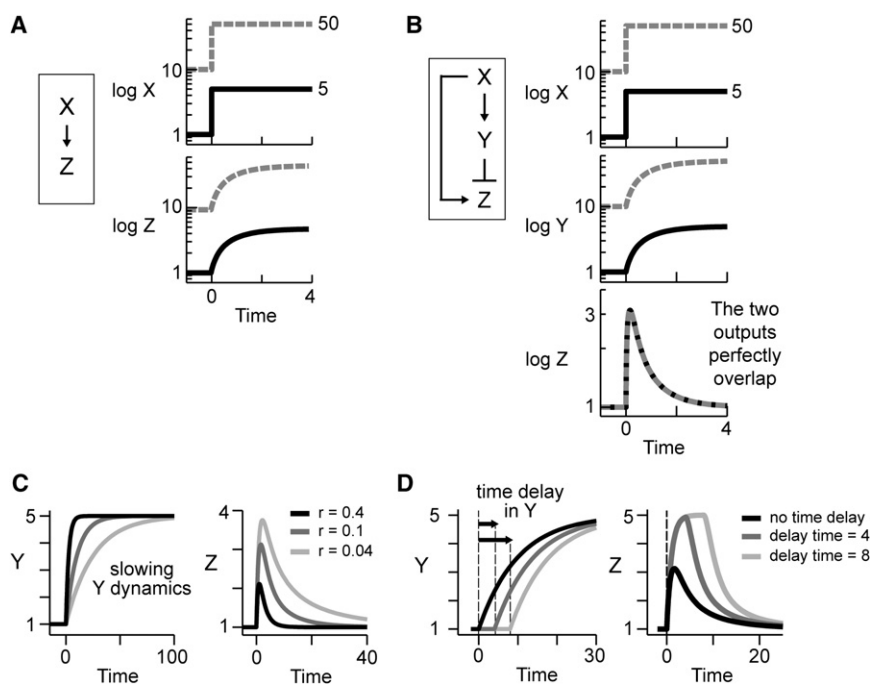 A
X
Z
50
10
log X
5
1
10
log Z
1
0
4
Time
B
X
Y
Z
50
10
log X
5
1
10
log Y
1
3
log Z
1
The two
outputs
perfectly
overlap
0
4
Time
C
5
Y
slowing
Y dynamics
1
0
100
Time
4
Z
r = 0.4
r = 0.1
r = 0.04
1
0
40
Time
D
time delay
in Y
5
Y
1
0
30
Time
5
Z
no time delay
delay time = 4
delay time = 8
1
0
20
Time